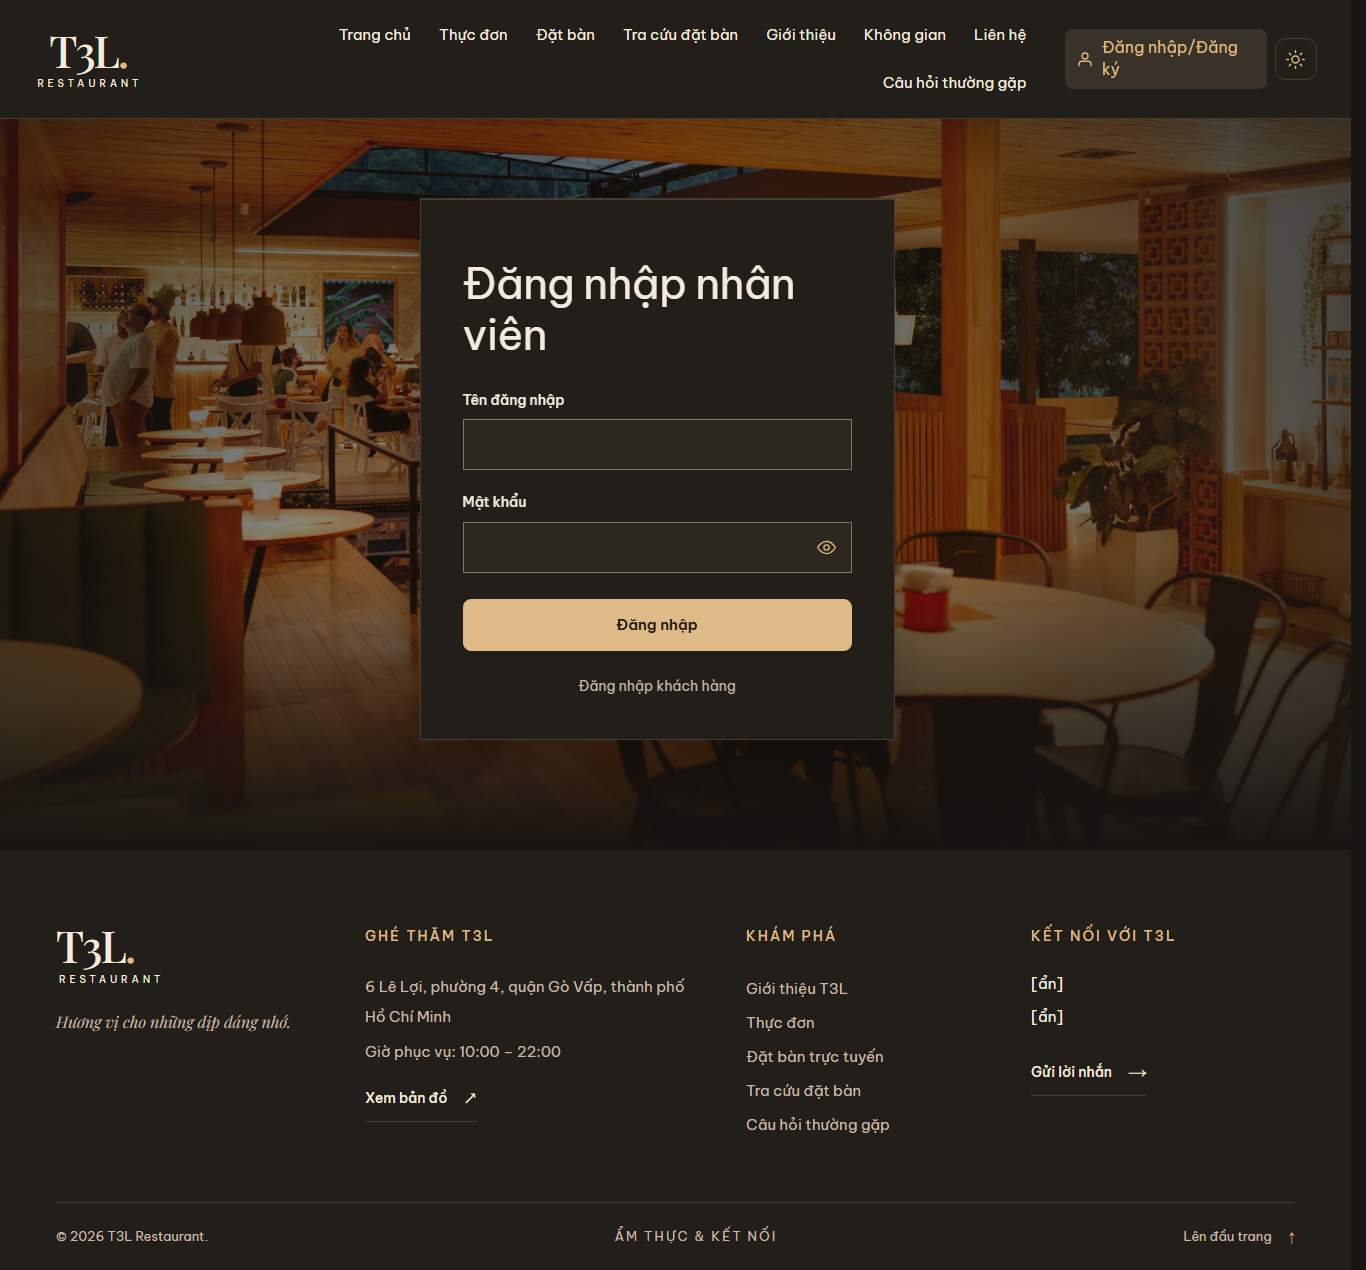 T3L.
RESTAURANT
Trang chủ
Thực đơn
Đặt bàn
Tra cứu đặt bàn
Giới thiệu
Không gian
Liên hệ
Câu hỏi thường gặp
Đăng nhập/Đăng
ký
Đăng nhập nhân
viên
Tên đăng nhập
Mật khẩu
Đăng nhập
Đăng nhập khách hàng
T3L.
RESTAURANT
Hương vị cho những dịp đáng nhớ.
GHÉ THĂM T3L
6 Lê Lợi, phường 4, quận Gò Vấp, thành phố
Hồ Chí Minh
Giờ phục vụ: 10:00 – 22:00
Xem bản đồ ↗
KHÁM PHÁ
Giới thiệu T3L
Thực đơn
Đặt bàn trực tuyến
Tra cứu đặt bàn
Câu hỏi thường gặp
KẾT NỐI VỚI T3L
[ẩn]
[ẩn]
Gửi lời nhắn →
© 2026 T3L Restaurant.
ẨM THỰC & KẾT NỐI
Lên đầu trang ↑